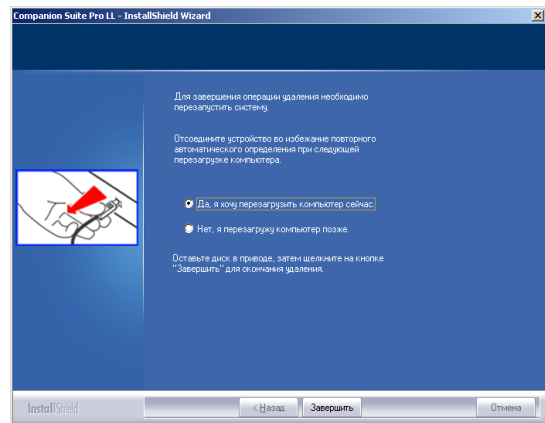 Companion Suite Pro LL - InstallShield Wizard
Для завершения операции удаления необходимо
перезапустить систему.
Отсоедините устройство во избежание повторного
автоматического определения при следующей
перезагрузке компьютера.
Да, я хочу перезагрузить компьютер сейчас.
Нет, я перезагружу компьютер позже.
Оставьте диск в приводе, затем щелкните на кнопке
"Завершить" для окончания удаления.
InstallShield
< Назад
Завершить
Отмена